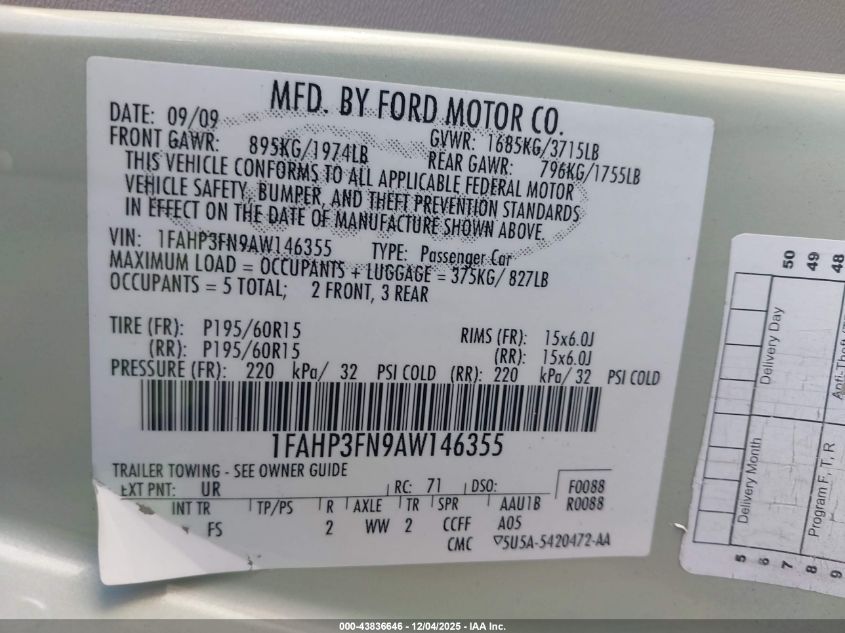 MFD. BY FORD MOTOR CO.
DATE: 09/09
GVWR: 1685KG/3715LB
FRONT GAWR: 895KG/1974LB
REAR GAWR: 796KG/1755LB
THIS VEHICLE CONFORMS TO ALL APPLICABLE FEDERAL MOTOR
VEHICLE SAFETY, BUMPER, AND THEFT PREVENTION STANDARDS
IN EFFECT ON THE DATE OF MANUFACTURE SHOWN ABOVE.
VIN: 1FAHP3FN9AW146355 TYPE: Passenger Car
MAXIMUM LOAD = OCCUPANTS + LUGGAGE = 375KG/ 827LB
OCCUPANTS = 5 TOTAL; 2 FRONT, 3 REAR
TIRE (FR): P195/60R15 RIMS (FR): 15x6.0J
(RR): P195/60R15 (RR): 15x6.0J
PRESSURE (FR): 220 kPa/ 32 PSI COLD (RR): 220 kPa/ 32 PSI COLD
1FAHP3FN9AW146355
TRAILER TOWING - SEE OWNER GUIDE
EXT PNT: UR RC: 71 DSO: F0088
INT TR TP/PS R AXLE TR SPR AAU1B R0088
FS 2 WW 2 CCFF A05
CMC 5U5A-5420472-AA
50
49
48
Delivery Day
Delivery Month
Program F, T, R
5
6
7
8
9
000-43836646 - 12/04/2025 - IAA Inc.